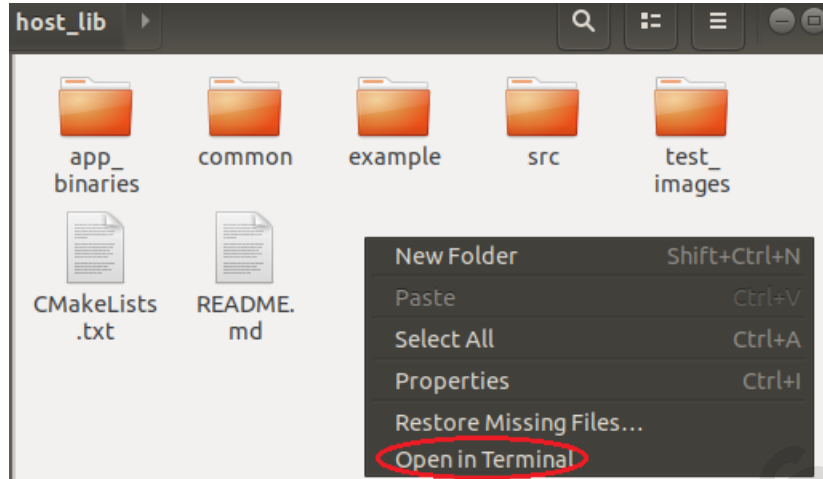 host_lib
app_
binaries
common
example
src
test_
images
CMakeLists
.txt
README.
md
New Folder Shift+Ctrl+N
Paste Ctrl+V
Select All Ctrl+A
Properties Ctrl+I
Restore Missing Files...
Open in Terminal